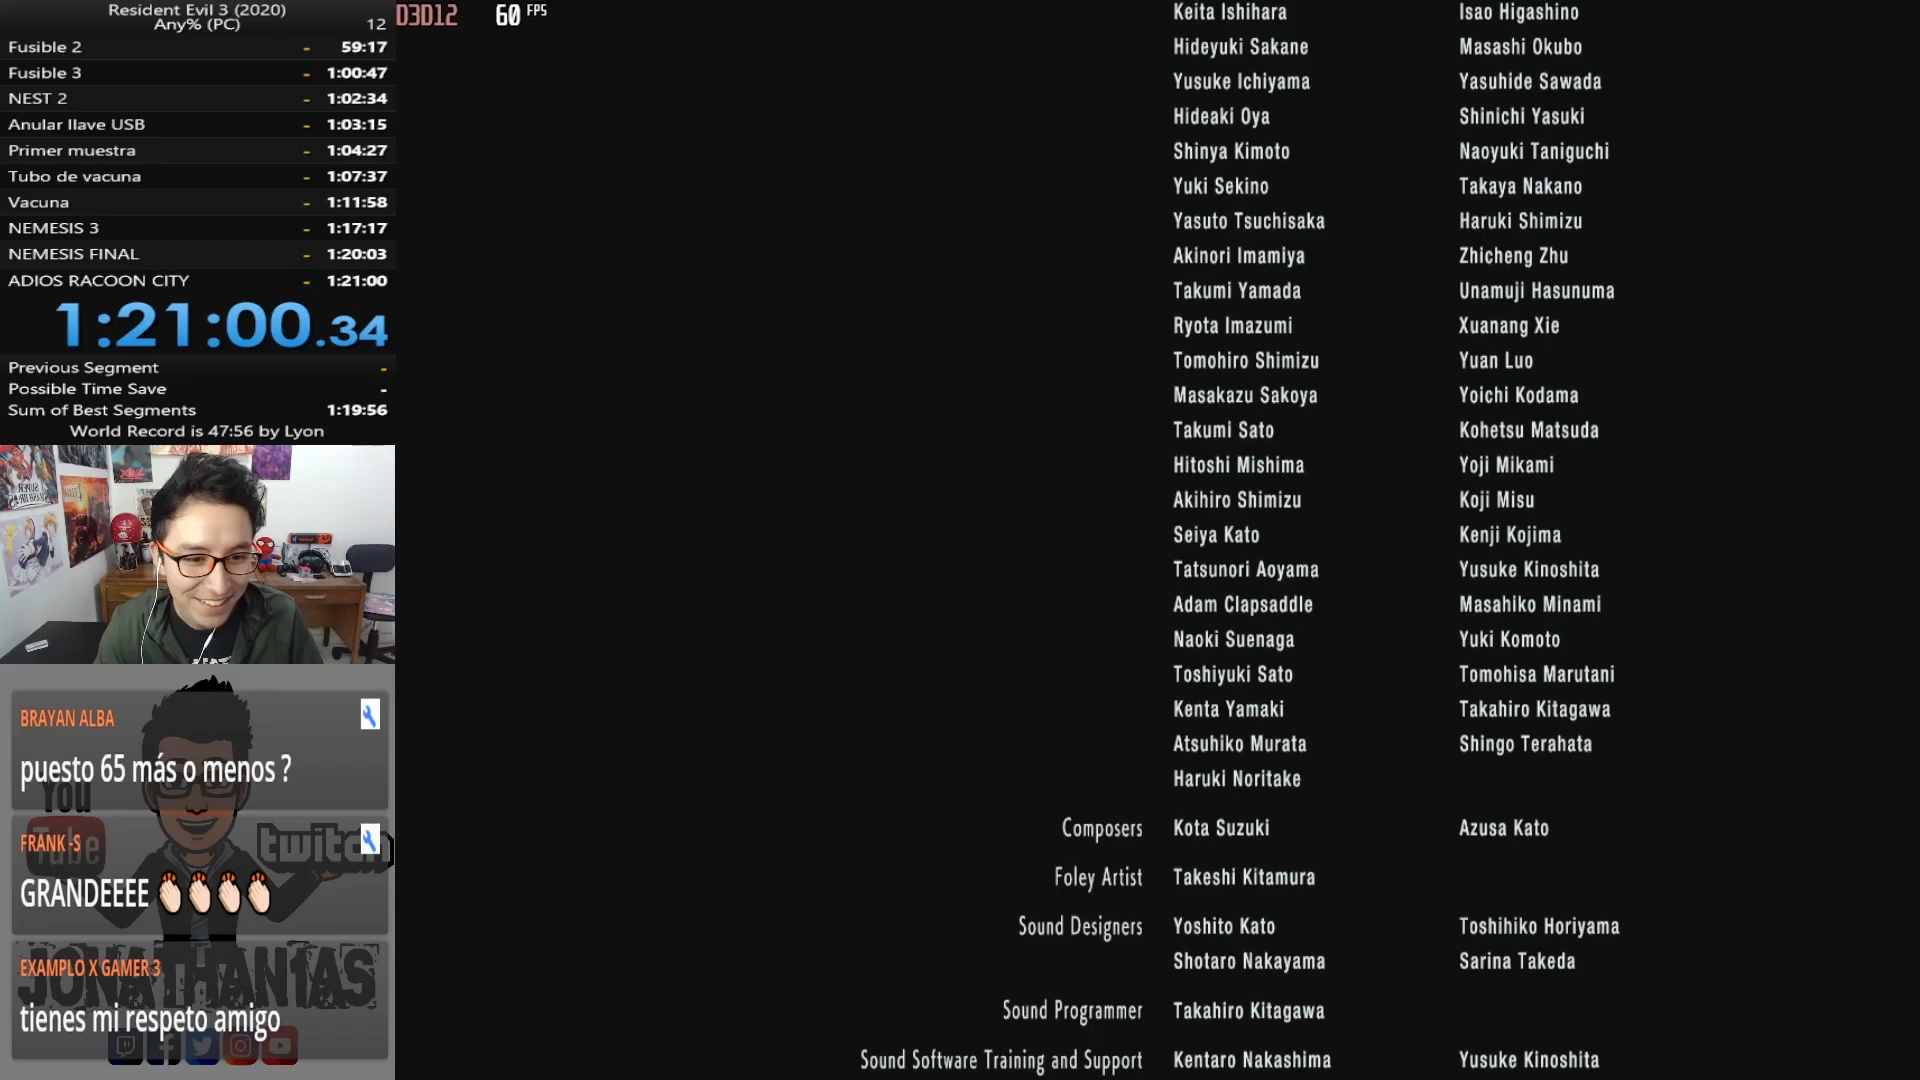 Resident Evil 3 (2020)
Any% (PC) 12
Fusible 2 - 59:17
Fusible 3 - 1:00:47
NEST 2 - 1:02:34
Anular llave USB - 1:03:15
Primer muestra - 1:04:27
Tubo de vacuna - 1:07:37
Vacuna - 1:11:58
NEMESIS 3 - 1:17:17
NEMESIS FINAL - 1:20:03
ADIOS RACOON CITY - 1:21:00
1:21:00.34
Previous Segment -
Possible Time Save -
Sum of Best Segments 1:19:56
World Record is 47:56 by Lyon
BRAYAN ALBA
puesto 65 más o menos ?
You
Tube
twitch
FRANK -S
GRANDEEEE 👏🏻👏🏻👏🏻👏🏻
JONATHAN1AS
EXAMPLO X GAMER 3
tienes mi respeto amigo
D3D12 60 FPS
Keita Ishihara Isao Higashino
Hideyuki Sakane Masashi Okubo
Yusuke Ichiyama Yasuhide Sawada
Hideaki Oya Shinichi Yasuki
Shinya Kimoto Naoyuki Taniguchi
Yuki Sekino Takaya Nakano
Yasuto Tsuchisaka Haruki Shimizu
Akinori Imamiya Zhicheng Zhu
Takumi Yamada Unamuji Hasunuma
Ryota Imazumi Xuanang Xie
Tomohiro Shimizu Yuan Luo
Masakazu Sakoya Yoichi Kodama
Takumi Sato Kohetsu Matsuda
Hitoshi Mishima Yoji Mikami
Akihiro Shimizu Koji Misu
Seiya Kato Kenji Kojima
Tatsunori Aoyama Yusuke Kinoshita
Adam Clapsaddle Masahiko Minami
Naoki Suenaga Yuki Komoto
Toshiyuki Sato Tomohisa Marutani
Kenta Yamaki Takahiro Kitagawa
Atsuhiko Murata Shingo Terahata
Haruki Noritake
Composers Kota Suzuki Azusa Kato
Foley Artist Takeshi Kitamura
Sound Designers Yoshito Kato Toshihiko Horiyama
Shotaro Nakayama Sarina Takeda
Sound Programmer Takahiro Kitagawa
Sound Software Training and Support Kentaro Nakashima Yusuke Kinoshita